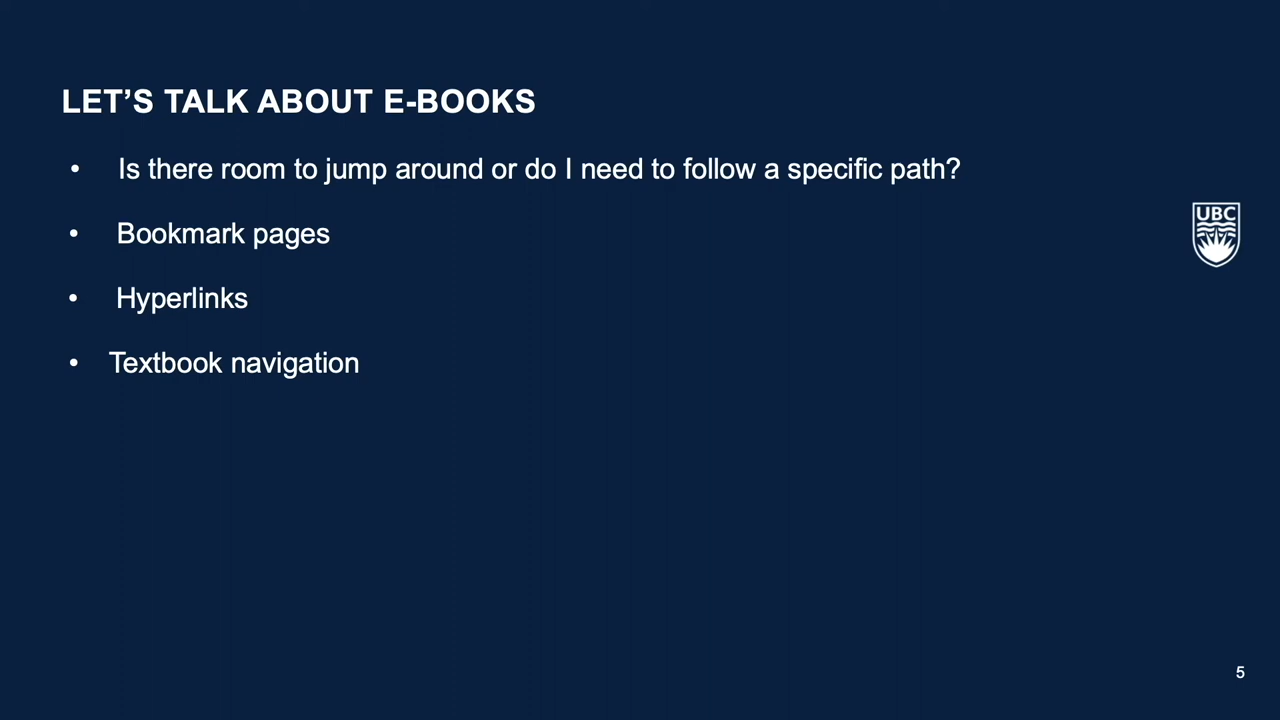 LET’S TALK ABOUT E-BOOKS
• Is there room to jump around or do I need to follow a specific path?
• Bookmark pages
UBC
• Hyperlinks
• Textbook navigation
5